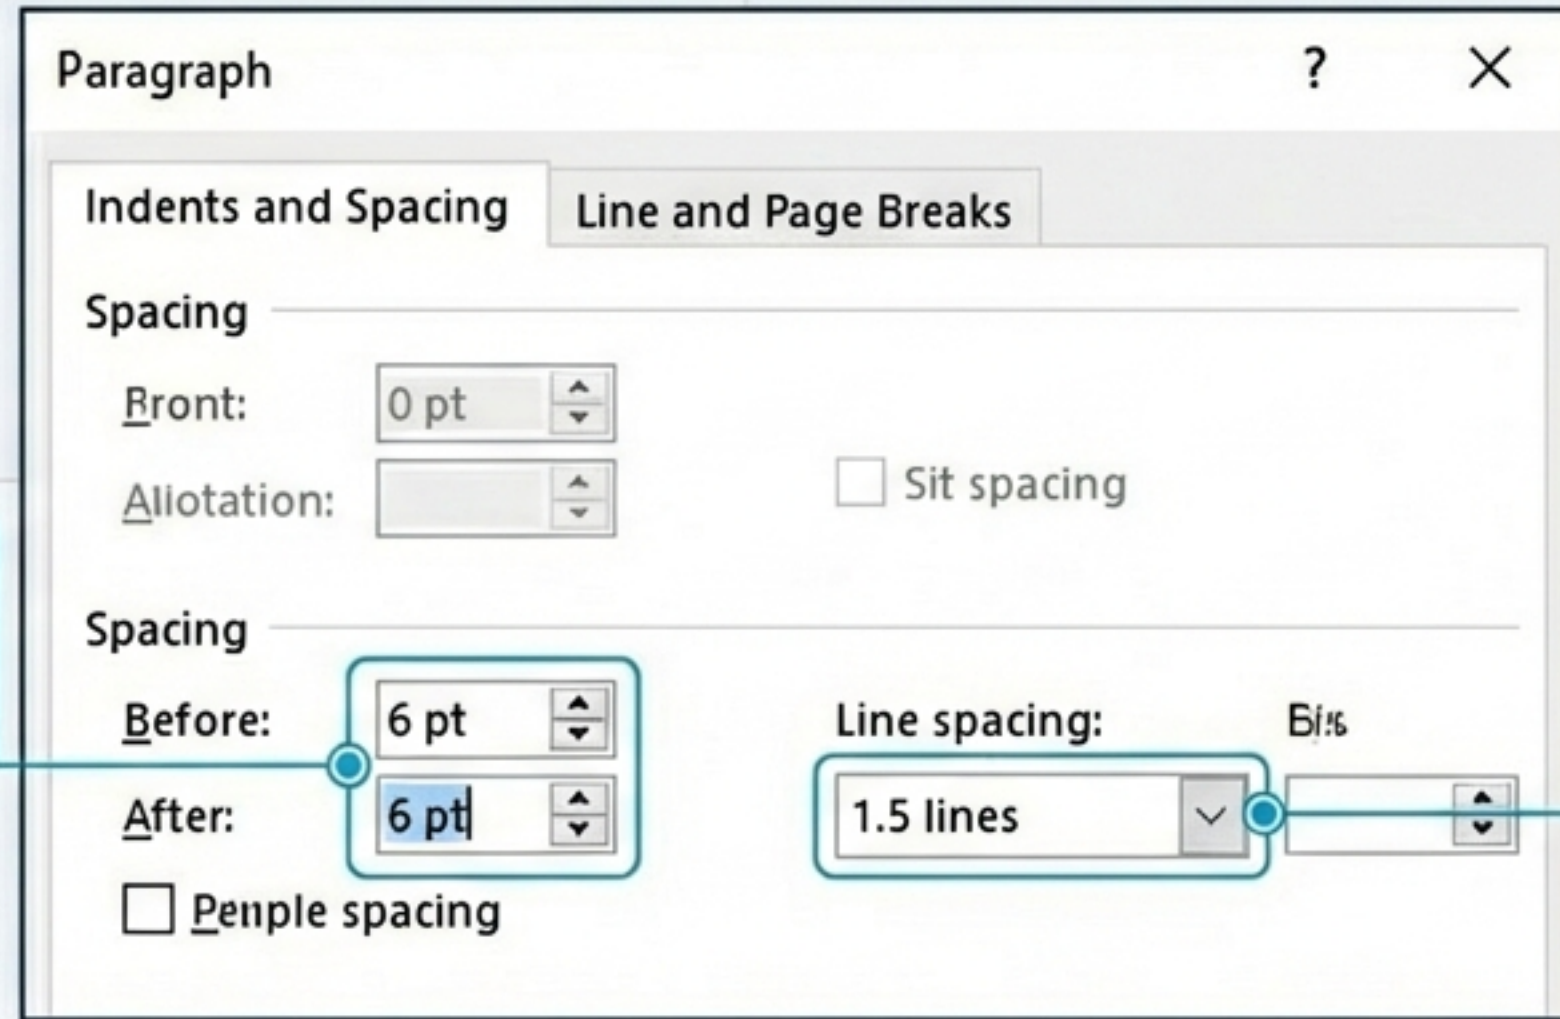 Paragraph ?
Indents and Spacing Line and Page Breaks
Spacing
Bront: 0 pt
Aliotation: Sit spacing
Spacing
Before: 6 pt Line spacing:
After: 6 pt 1.5 lines
spacing